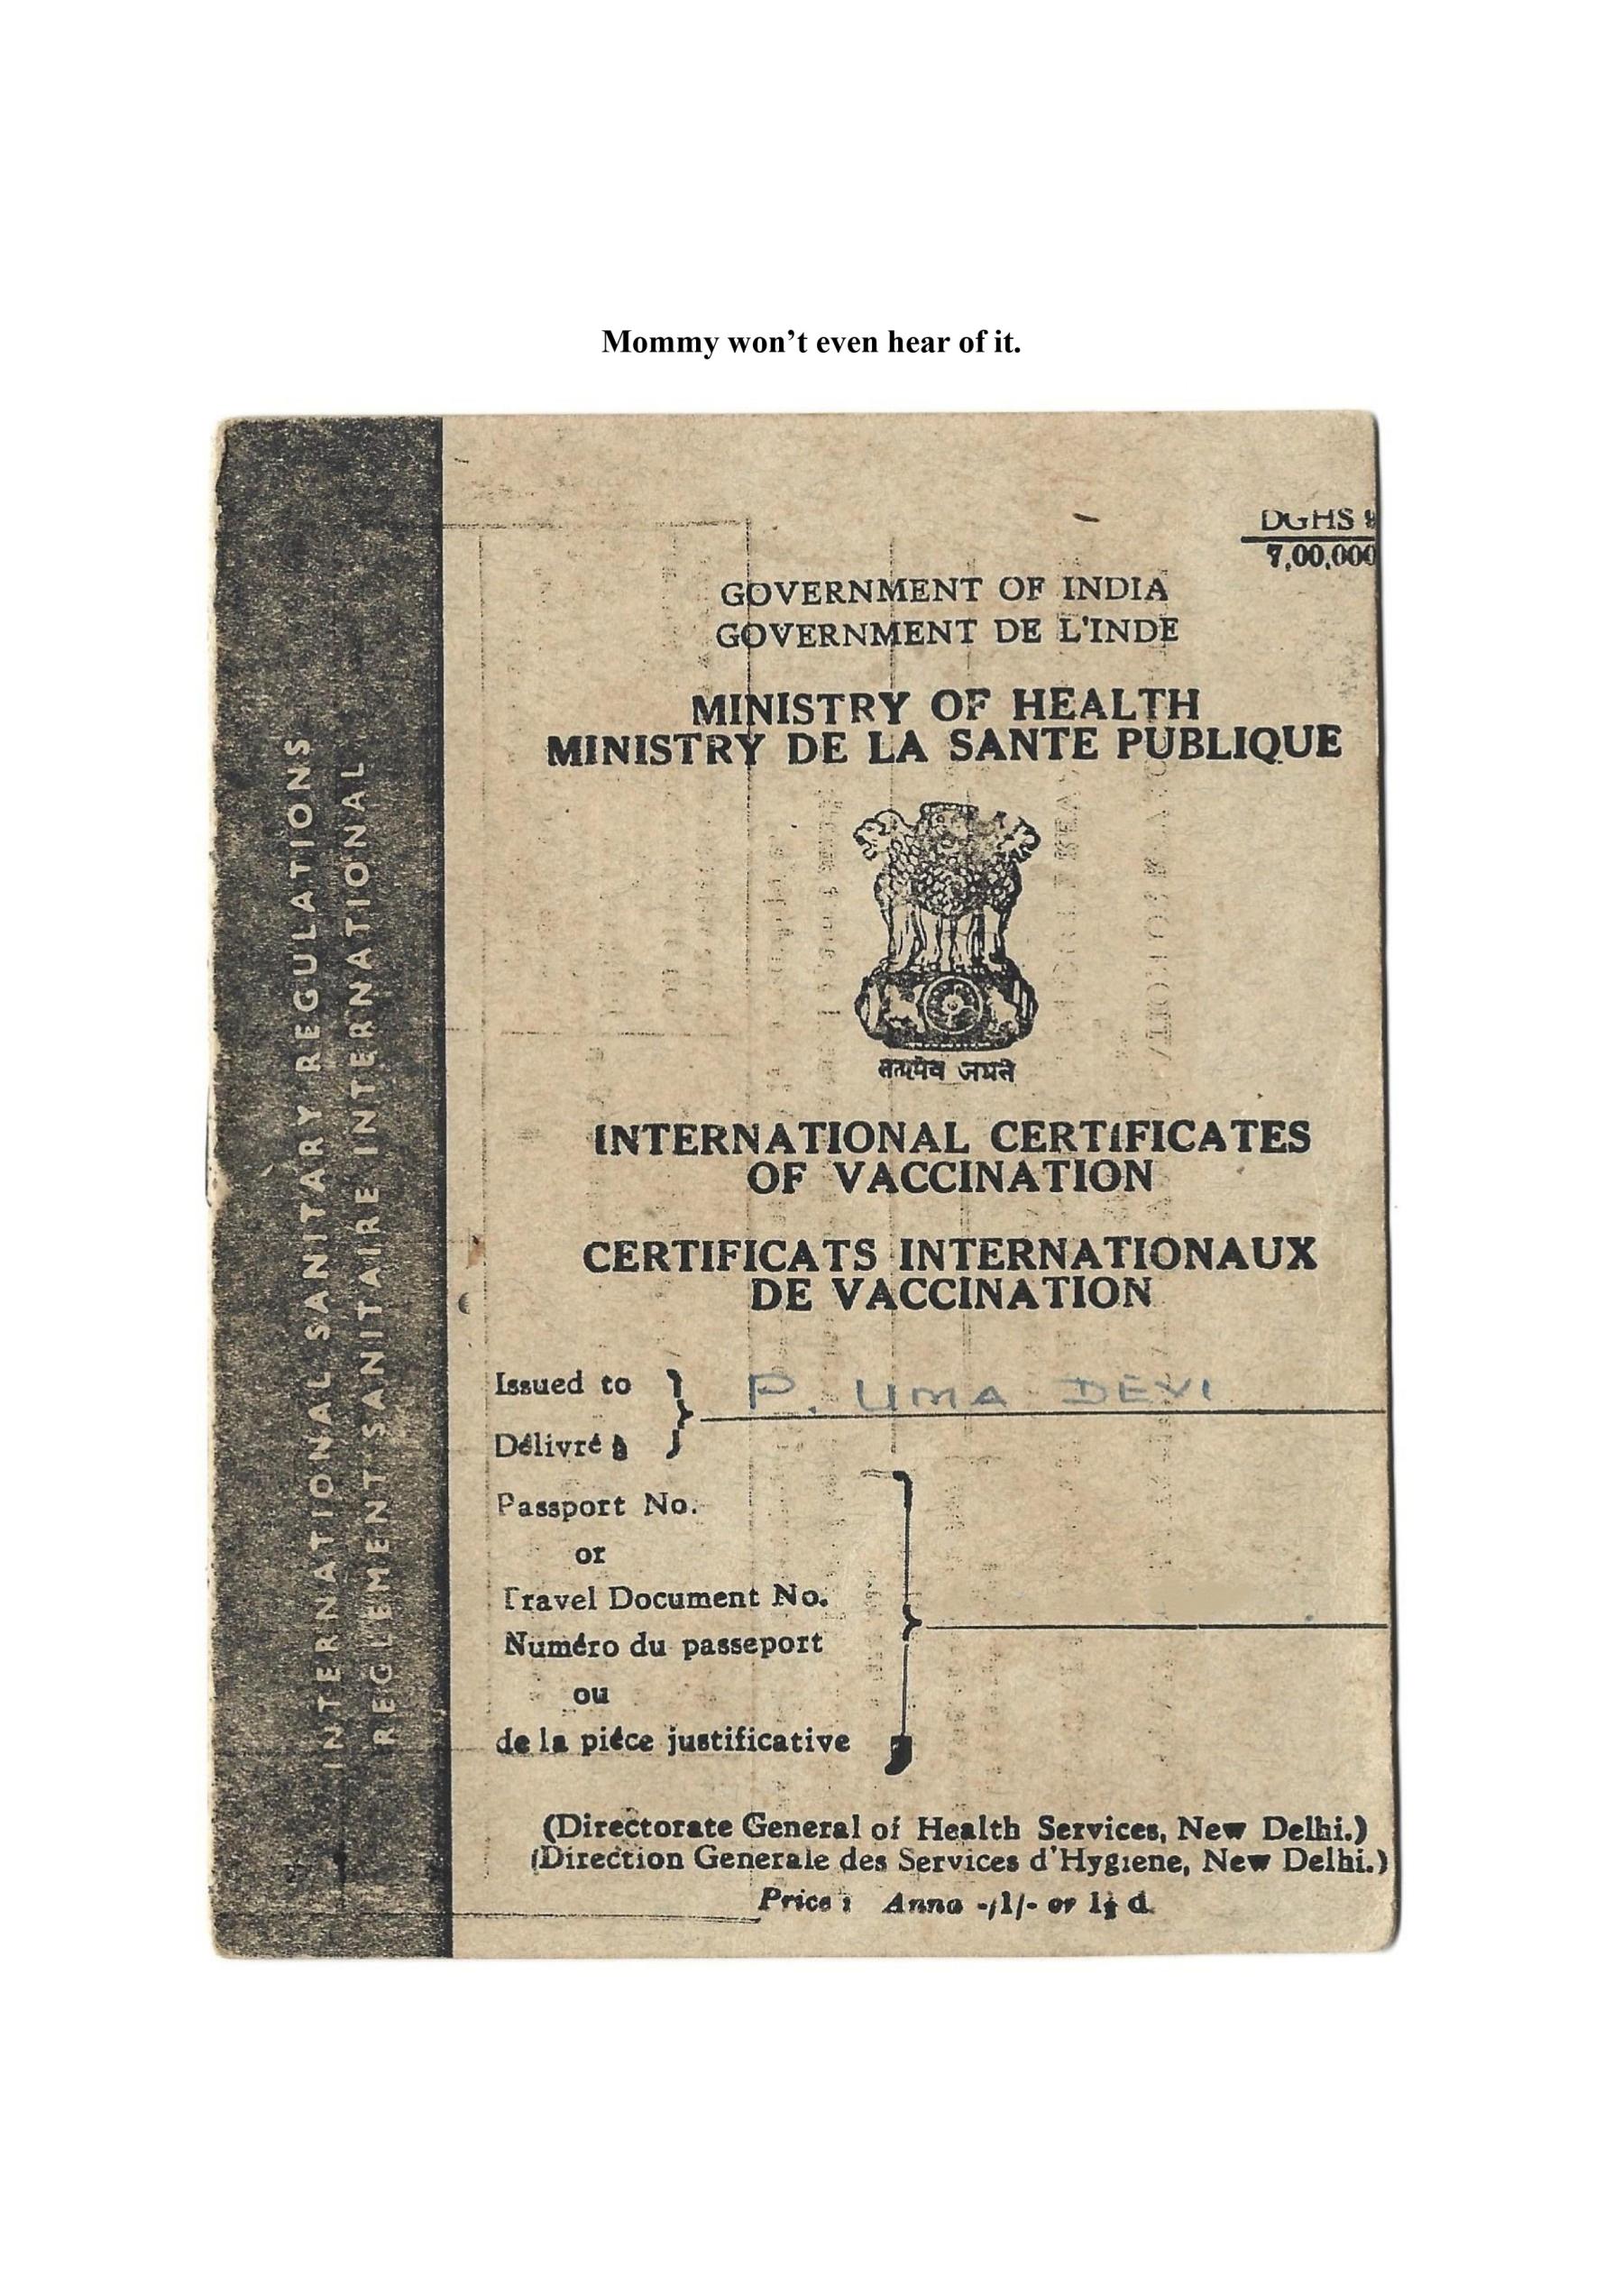 Mommy won’t even hear of it.
INTERNATIONAL SANITARY REGULATIONS
REGLEMENT SANITAIRE INTERNATIONAL
DGHS 9
7,00,000
GOVERNMENT OF INDIA
GOVERNMENT DE L'INDE
MINISTRY OF HEALTH
MINISTRY DE LA SANTE PUBLIQUE
सत्यमेव जयते
INTERNATIONAL CERTIFICATES
OF VACCINATION
CERTIFICATS INTERNATIONAUX
DE VACCINATION
Issued to
P. UMA DEVI
Délivré à
Passport No.
or
Travel Document No.
Numéro du passeport
ou
de la piéce justificative
(Directorate General of Health Services, New Delhi.)
(Direction Generale des Services d'Hygiene, New Delhi.)
Price : Anna -/1/- or 1½ d.